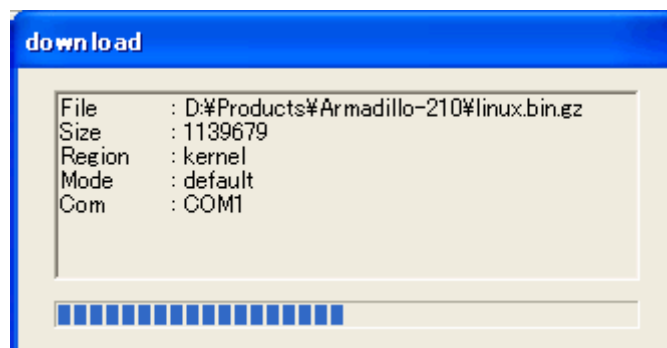 download
File : D:¥Products¥Armadillo-210¥linux.bin.gz
Size : 1139679
Region : kernel
Mode : default
Com : COM1